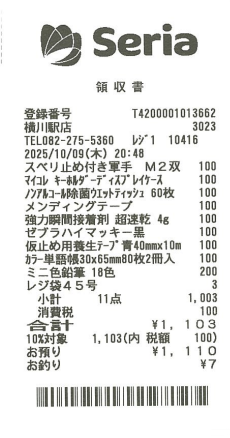 Seria
領収書
登録番号 T4200001013662
横川駅店 3023
TEL082-275-5360 レジ1 10416
2025/10/09(木) 20:48
スベリ止め付き軍手 M2双 100
マイコレ キーホルダーディスプレイケース 100
ノンアルコール除菌ウエットティッシュ 60枚 100
メンディングテープ 100
強力瞬間接着剤 超速乾 4g 100
ゼブラハイマッキー黒 100
仮止め用養生テープ青40mmx10m 100
カラー単語帳30x65mm80枚2冊入 100
ミニ色鉛筆 18色 200
レジ袋45号 3
小計 11点 1,003
消費税 100
合計 ¥1,103
10%対象 1,103(内 税額 100)
お預り ¥1,110
お釣り ¥7